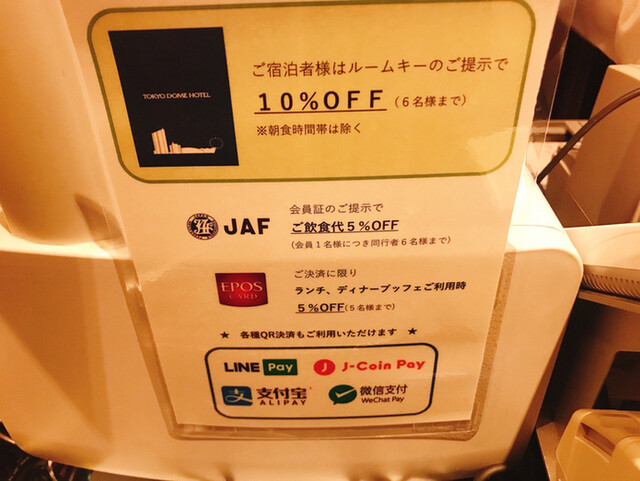 TOKYO DOME HOTEL
ご宿泊者様はルームキーのご提示で
10%OFF（6名様まで）
※朝食時間帯は除く
JAF
会員証のご提示で
ご飲食代5%OFF
（会員1名様につき同行者6名様まで）
EPOS
CARD
ご決済に限り
ランチ、ディナーブッフェご利用時
5%OFF（5名様まで）
★ 各種QR決済もご利用いただけます ★
LINE Pay
J-Coin Pay
支付宝
ALIPAY
微信支付
WeChat Pay